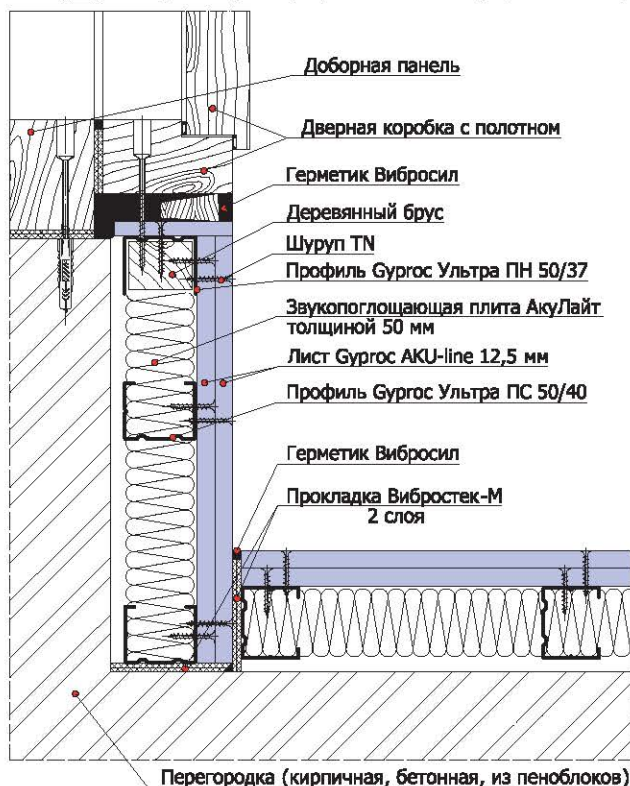 Доборная панель
Дверная коробка с полотном
Герметик Вибросил
Деревянный брус
Шуруп TN
Профиль Gyproc Ультра ПН 50/37
Звукопоглощающая плита АкуЛайт
толщиной 50 мм
Лист Gyproc AKU-line 12,5 мм
Профиль Gyproc Ультра ПС 50/40
Герметик Вибросил
Прокладка Вибростек-М
2 слоя
Перегородка (кирпичная, бетонная, из пеноблоков)